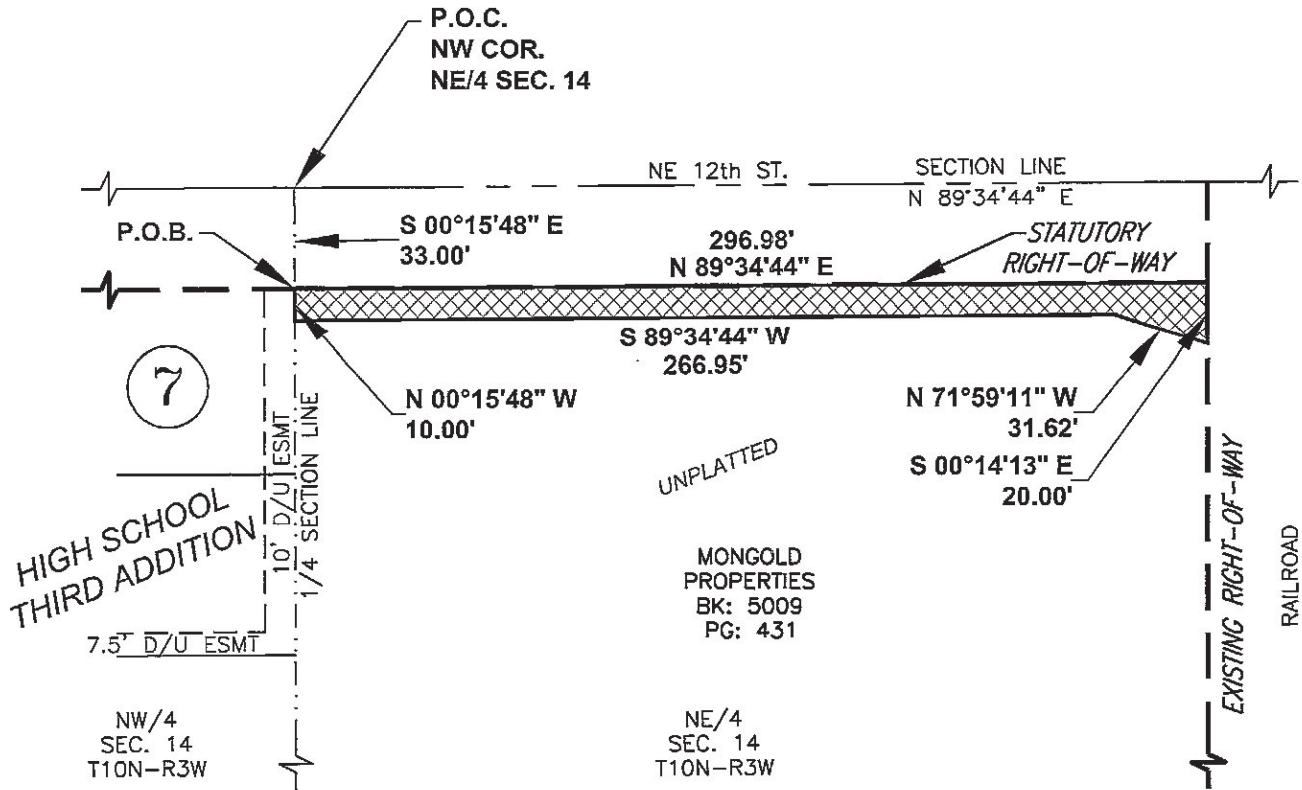 P.O.C.
NW COR.
NE/4 SEC. 14
NE 12th ST.
SECTION LINE
N 89°34'44" E
P.O.B.
S 00°15'48" E
33.00'
296.98'
N 89°34'44" E
STATUTORY
RIGHT-OF-WAY
S 89°34'44" W
266.95'
7
N 00°15'48" W
10.00'
N 71°59'11" W
31.62'
S 00°14'13" E
20.00'
10' D/U ESMT
1/4 SECTION LINE
UNPLATTED
HIGH SCHOOL
THIRD ADDITION
MONGOLD
PROPERTIES
BK: 5009
PG: 431
EXISTING RIGHT-OF-WAY
RAILROAD
7.5' D/U ESMT
NW/4
SEC. 14
T10N-R3W
NE/4
SEC. 14
T10N-R3W